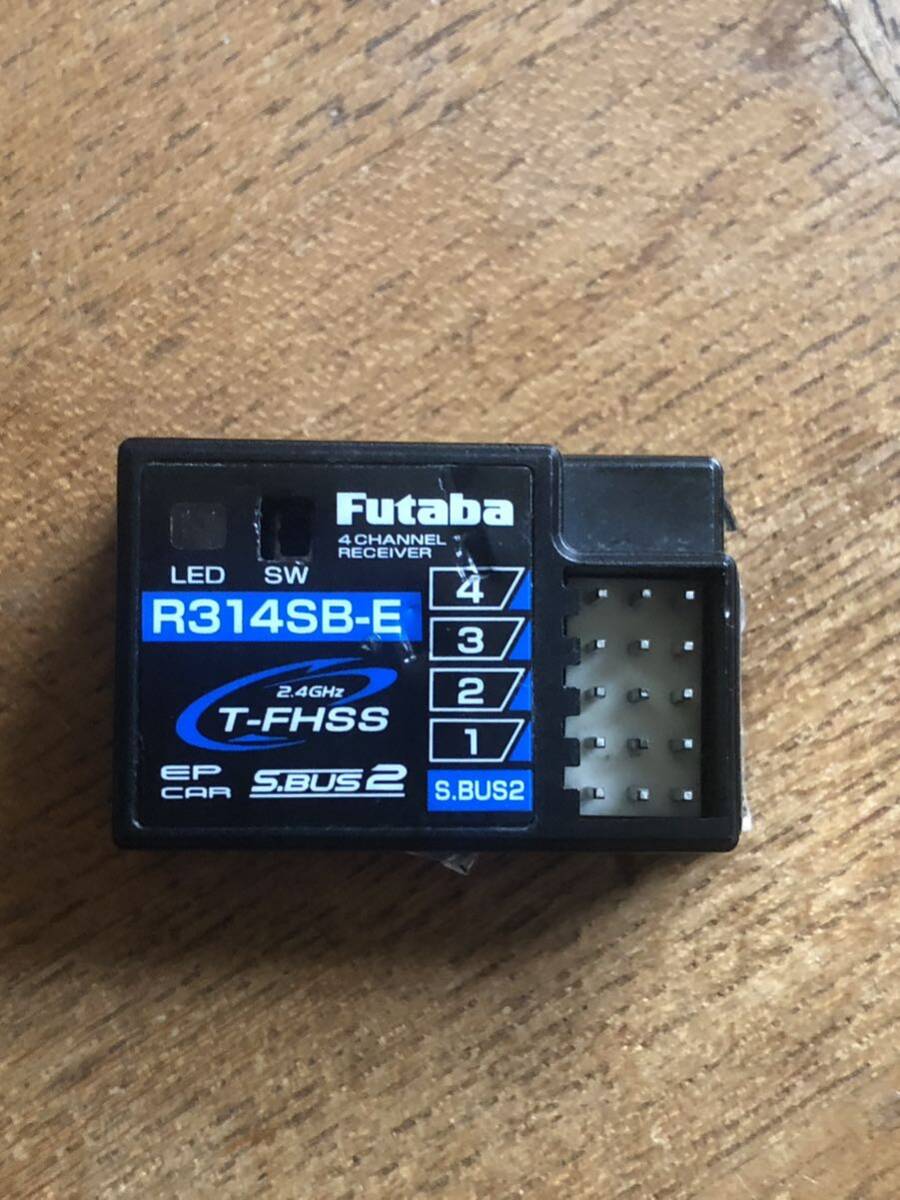 Futaba
4 CHANNEL
RECEIVER
LED SW
R314SB-E
2.4GHz
T-FHSS
EP
CAR
S.BUS2
4
3
2
1
S.BUS2